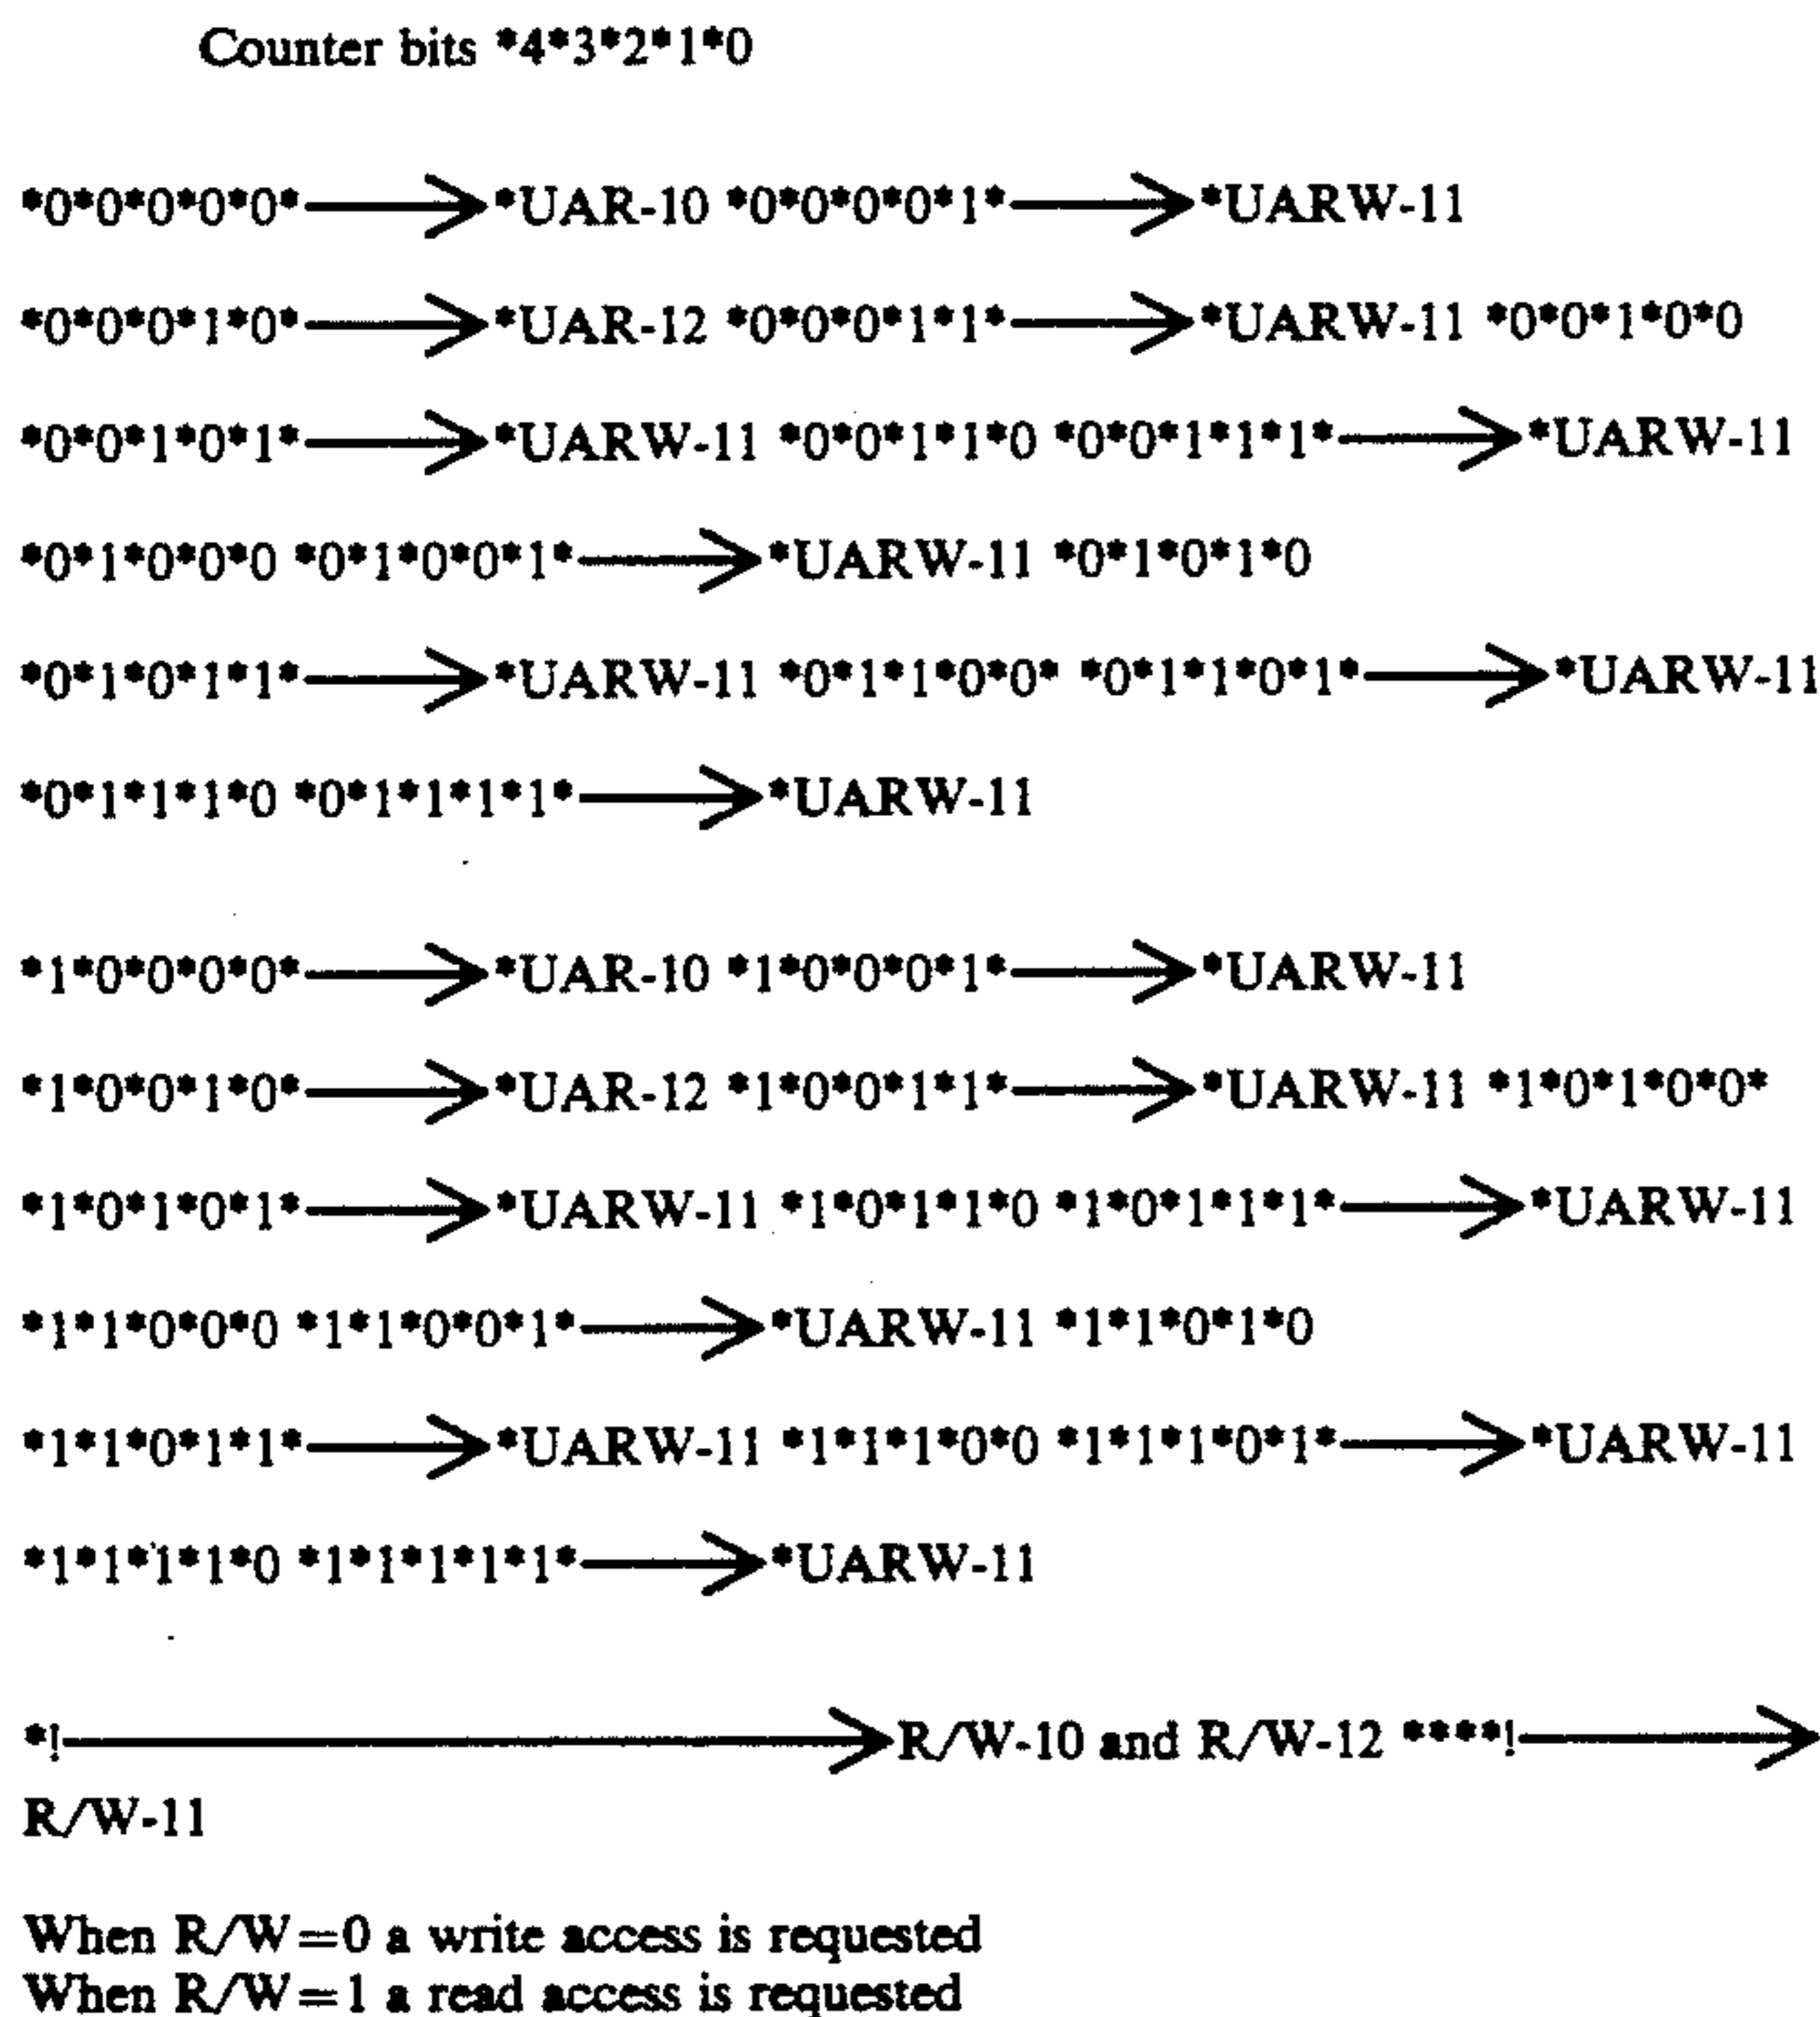 Counter bits *4*3*2*1*0
*0*0*0*0*0*⟶*UAR-10 *0*0*0*0*1*⟶*UARW-11
*0*0*0*1*0*⟶*UAR-12 *0*0*0*1*1*⟶*UARW-11 *0*0*1*0*0
*0*0*1*0*1*⟶*UARW-11 *0*0*1*1*0 *0*0*1*1*1*⟶*UARW-11
*0*1*0*0*0 *0*1*0*0*1*⟶*UARW-11 *0*1*0*1*0
*0*1*0*1*1*⟶*UARW-11 *0*1*1*0*0* *0*1*1*0*1*⟶*UARW-11
*0*1*1*1*0 *0*1*1*1*1*⟶*UARW-11
*1*0*0*0*0*⟶*UAR-10 *1*0*0*0*1*⟶*UARW-11
*1*0*0*1*0*⟶*UAR-12 *1*0*0*1*1*⟶*UARW-11 *1*0*1*0*0*
*1*0*1*0*1*⟶*UARW-11 *1*0*1*1*0 *1*0*1*1*1*⟶*UARW-11
*1*1*0*0*0 *1*1*0*0*1*⟶*UARW-11 *1*1*0*1*0
*1*1*0*1*1*⟶*UARW-11 *1*1*1*0*0 *1*1*1*0*1*⟶*UARW-11
*1*1*1*1*0 *1*1*1*1*1*⟶*UARW-11
*!⟶R/W-10 and R/W-12 ****!⟶
R/W-11
When R/W=0 a write access is requested
When R/W=1 a read access is requested